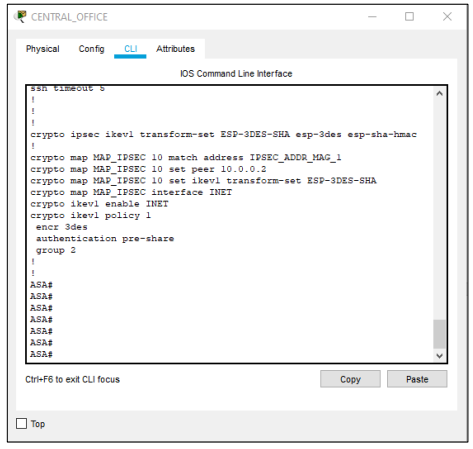 CENTRAL_OFFICE
Physical Config CLI Attributes
IOS Command Line Interface
ssh timeout 5
!
!
!
crypto ipsec ikev1 transform-set ESP-3DES-SHA esp-3des esp-sha-hmac
!
crypto map MAP_IPSEC 10 match address IPSEC_ADDR_MAG_1
crypto map MAP_IPSEC 10 set peer 10.0.0.2
crypto map MAP_IPSEC 10 set ikev1 transform-set ESP-3DES-SHA
crypto map MAP_IPSEC interface INET
crypto ikev1 enable INET
crypto ikev1 policy 1
encr 3des
authentication pre-share
group 2
!
!
ASA#
ASA#
ASA#
ASA#
ASA#
ASA#
ASA#
Ctrl+F6 to exit CLI focus
Copy Paste
Top